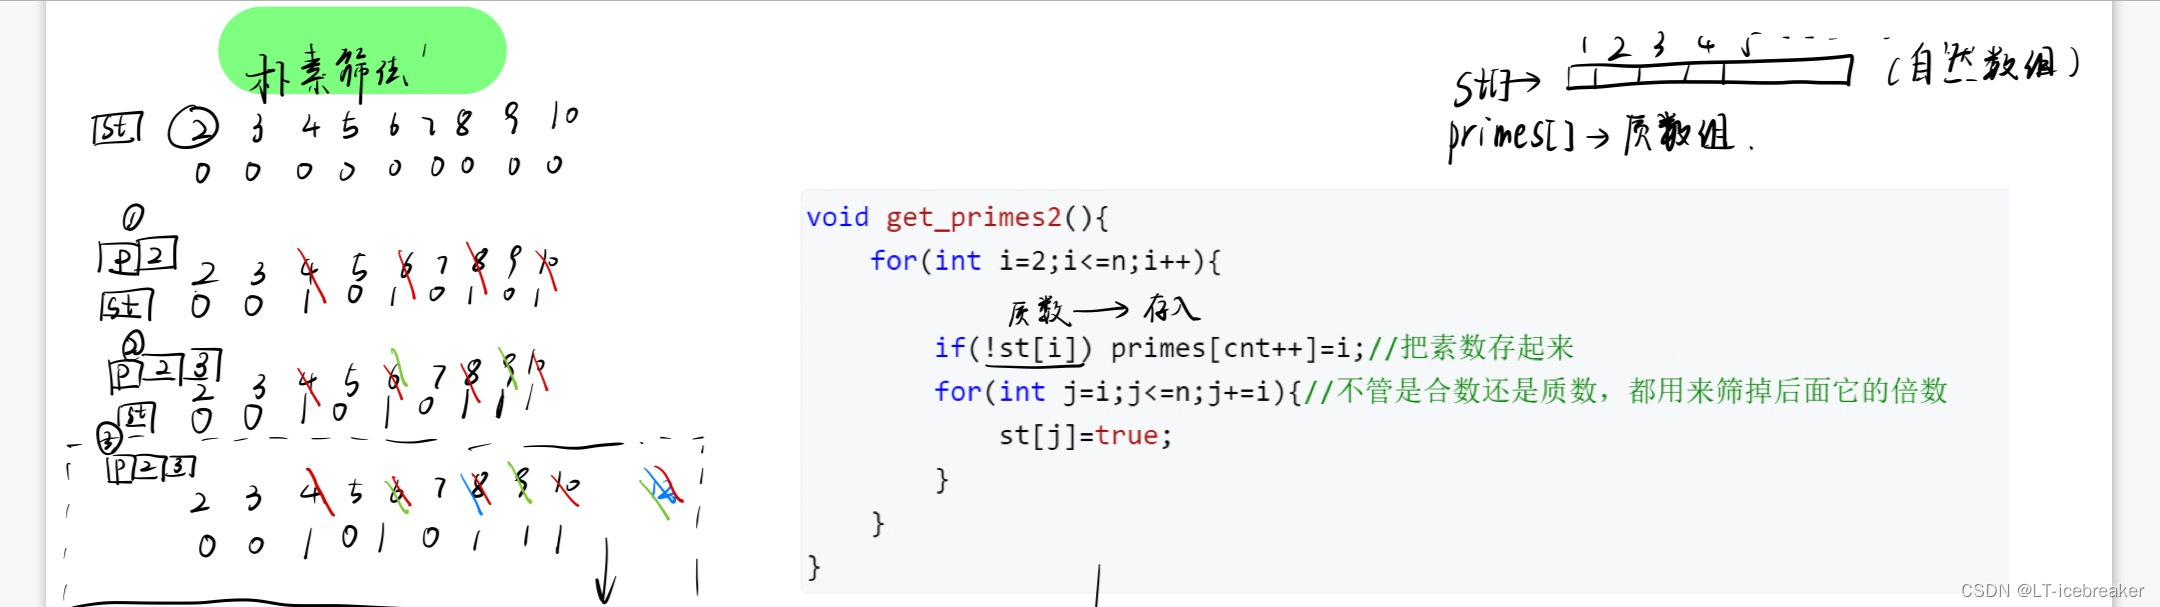 朴素筛法
st 2 3 4 5 6 7 8 9 10
0 0 0 0 0 0 0 0 0
①
P 2
2 3 4 5 6 7 8 9 10
st 0 0 1 0 1 0 1 0 1
②
P 2 3
2 3 4 5 6 7 8 9 10
st 0 0 1 0 1 0 1 1 1
③
P 2 3
2 3 4 5 6 7 8 9 10 12
0 0 1 0 1 0 1 1 1
1 2 3 4 5 - - - -
st[]→ (自然数组)
primes[]→质数组.
void get_primes2(){
for(int i=2;i<=n;i++){
质数→存入
if(!st[i]) primes[cnt++]=i;//把素数存起来
for(int j=i;j<=n;j+=i){//不管是合数还是质数，都用来筛掉后面它的倍数
st[j]=true;
}
}
}
CSDN @LT-icebreaker